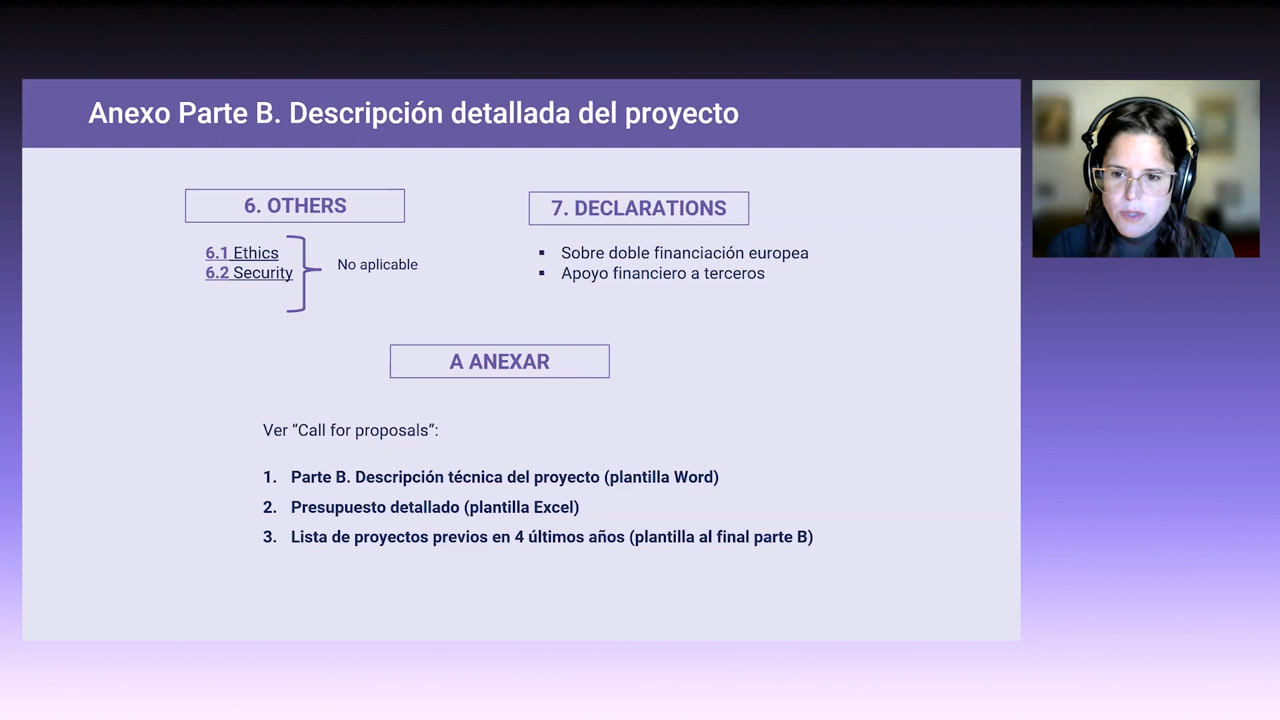 Anexo Parte B. Descripción detallada del proyecto
6. OTHERS
6.1 Ethics
6.2 Security
No aplicable
7. DECLARATIONS
▪ Sobre doble financiación europea
▪ Apoyo financiero a terceros
A ANEXAR
Ver “Call for proposals”:
1. Parte B. Descripción técnica del proyecto (plantilla Word)
2. Presupuesto detallado (plantilla Excel)
3. Lista de proyectos previos en 4 últimos años (plantilla al final parte B)